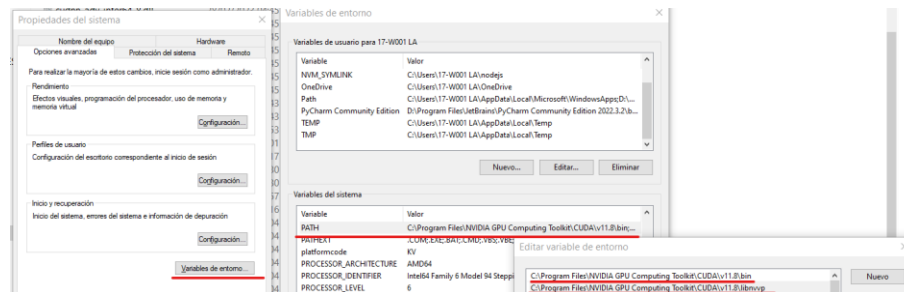 Propiedades del sistema
Nombre del equipo
Hardware
Opciones avanzadas
Protección del sistema
Remoto
Para realizar la mayoría de estos cambios, inicie sesión como administrador.
Rendimiento
Efectos visuales, programación del procesador, uso de memoria y
memoria virtual
Configuración...
Perfiles de usuario
Configuración del escritorio correspondiente al inicio de sesión
Configuración...
Inicio y recuperación
Inicio del sistema, errores del sistema e información de depuración
Configuración...
Variables de entorno...
Variables de entorno
Variables de usuario para 17-W001 LA
Variable Valor
NVM_SYMLINK C:\Users\17-W001 LA\nodejs
OneDrive C:\Users\17-W001 LA\OneDrive
Path C:\Users\17-W001 LA\AppData\Local\Microsoft\WindowsApps;D:\...
PyCharm Community Edition D:\Program Files\JetBrains\PyCharm Community Edition 2022.3.2\b...
TEMP C:\Users\17-W001 LA\AppData\Local\Temp
TMP C:\Users\17-W001 LA\AppData\Local\Temp
Nuevo... Editar... Eliminar
Variables del sistema
Variable Valor
PATH C:\Program Files\NVIDIA GPU Computing Toolkit\CUDA\v11.8\bin;...
PATHEXT .COM;.EXE;.BAT;.CMD;.VBS;.VBE
platformcode KV
PROCESSOR_ARCHITECTURE AMD64
PROCESSOR_IDENTIFIER Intel64 Family 6 Model 94 Steppi
PROCESSOR_LEVEL 6
Editar variable de entorno
C:\Program Files\NVIDIA GPU Computing Toolkit\CUDA\v11.8\bin
Nuevo
C:\Program Files\NVIDIA GPU Computing Toolkit\CUDA\v11.8\libnvvp